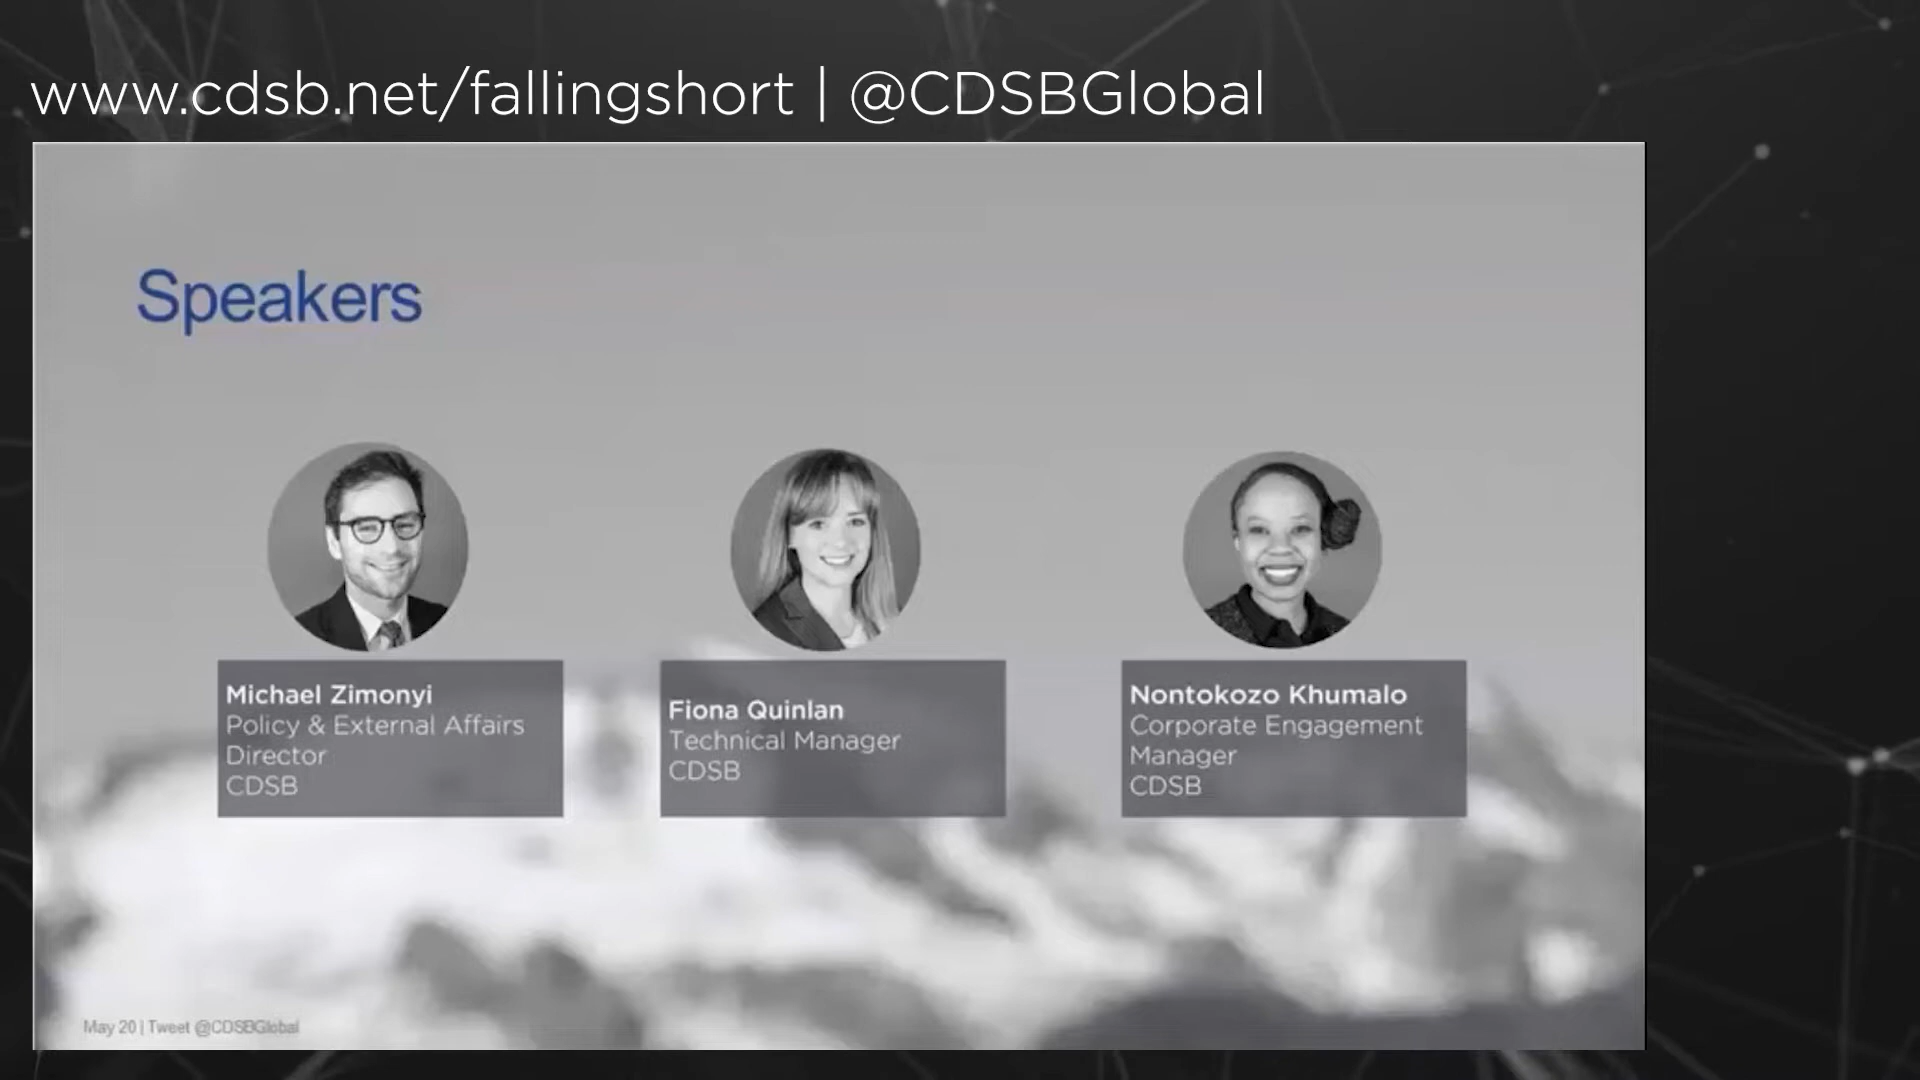 www.cdsb.net/fallingshort | @CDSBGlobal
Speakers
Michael Zimonyi
Policy & External Affairs
Director
CDSB
Fiona Quinlan
Technical Manager
CDSB
Nontokozo Khumalo
Corporate Engagement
Manager
CDSB
May 20 | Tweet @CDSBGlobal